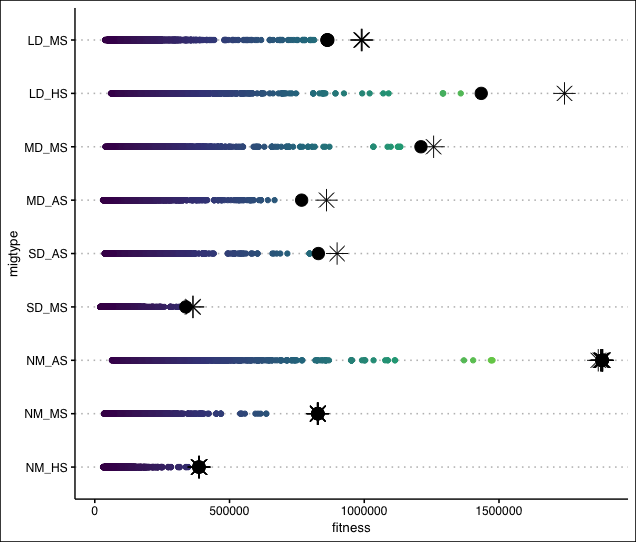 LD_MS
LD_HS
MD_MS
MD_AS
SD_AS
SD_MS
NM_AS
NM_MS
NM_HS
migtype
0
500000
1000000
1500000
fitness